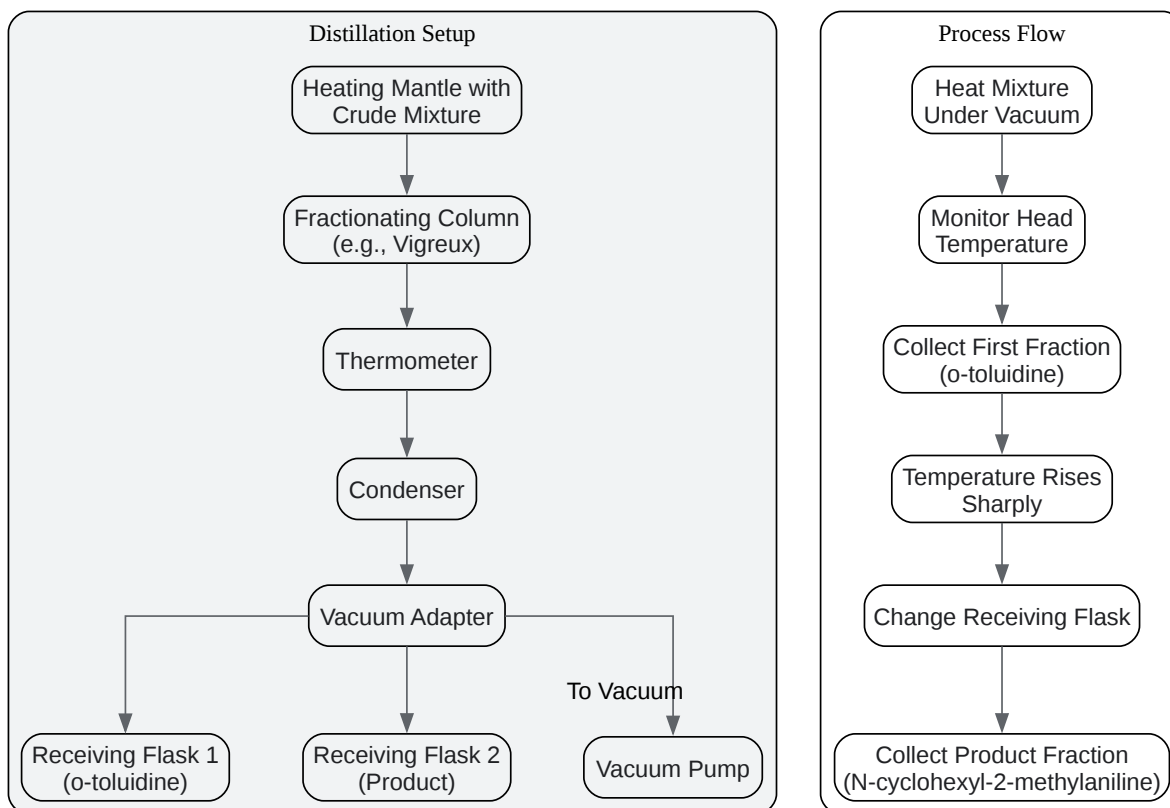 Distillation Setup
Heating Mantle with
Crude Mixture
Fractionating Column
(e.g., Vigreux)
Thermometer
Condenser
Vacuum Adapter
To Vacuum
Receiving Flask 1
(o-toluidine)
Receiving Flask 2
(Product)
Vacuum Pump
Process Flow
Heat Mixture
Under Vacuum
Monitor Head
Temperature
Collect First Fraction
(o-toluidine)
Temperature Rises
Sharply
Change Receiving Flask
Collect Product Fraction
(N-cyclohexyl-2-methylaniline)